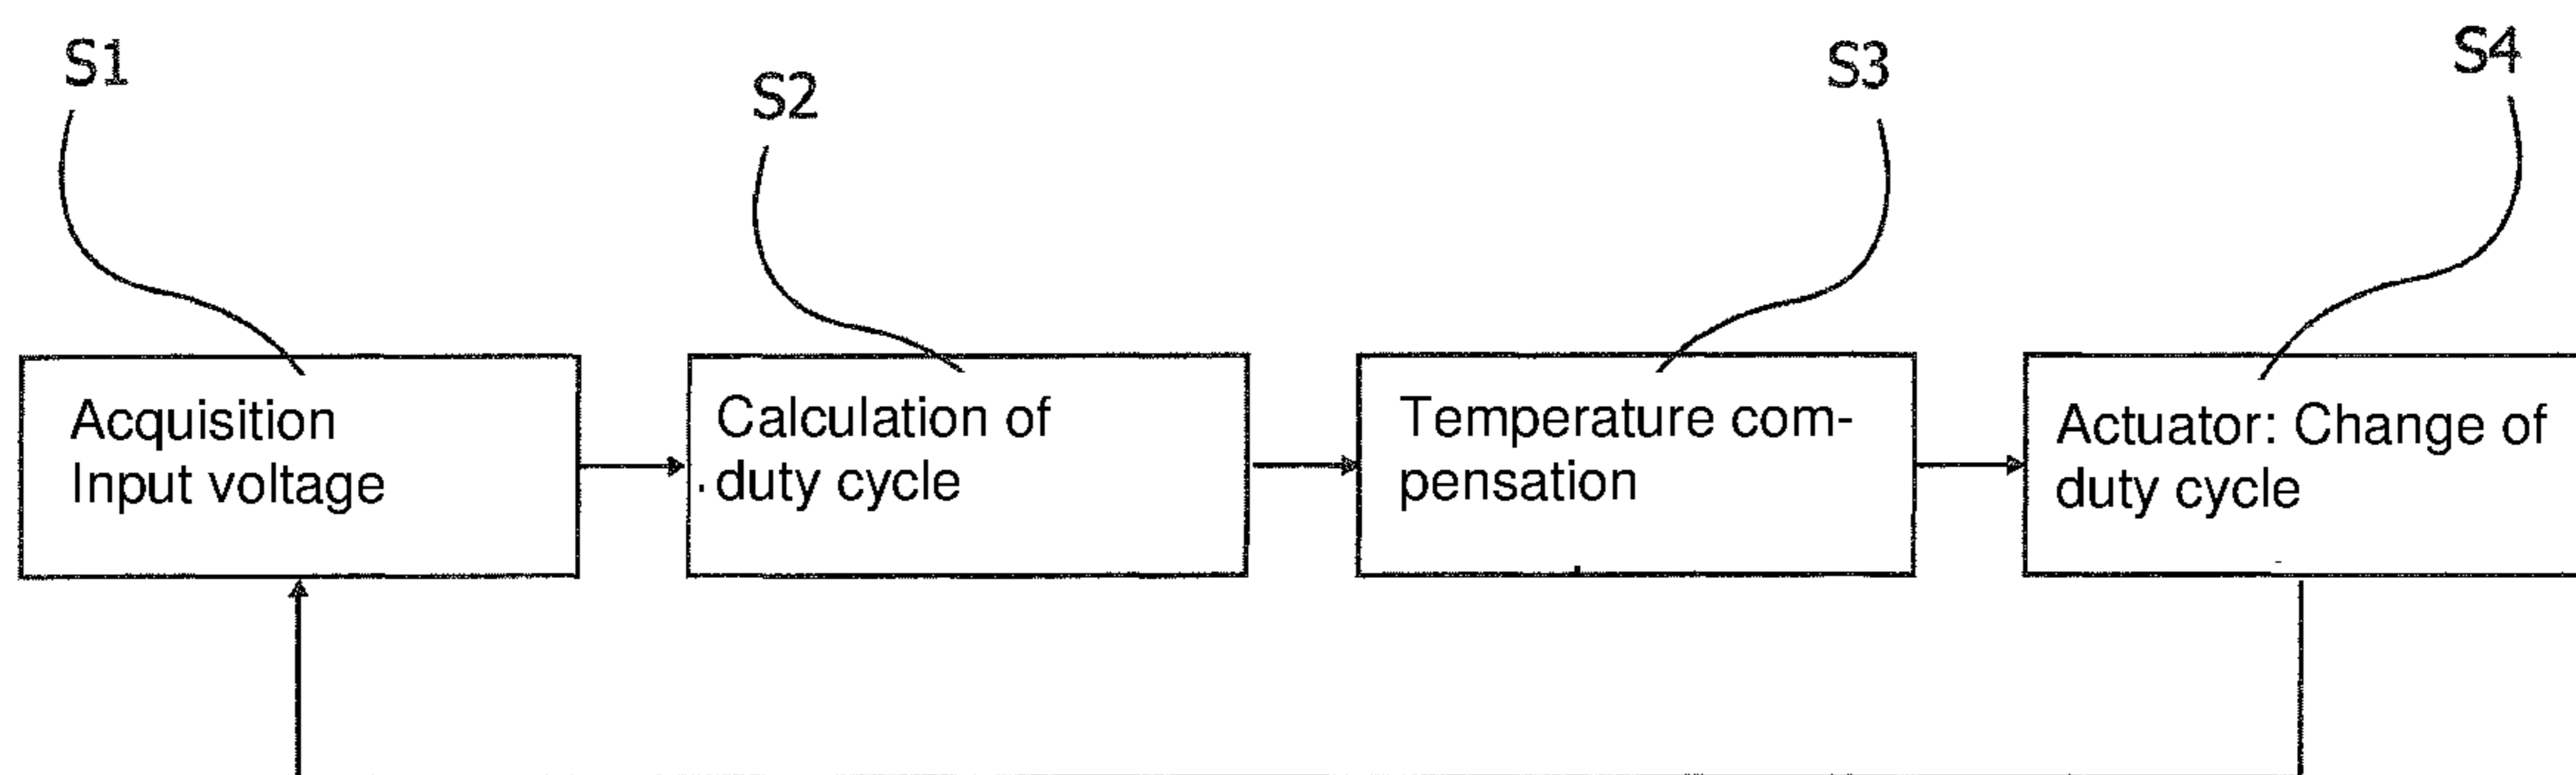 S1
S2
S3
S4
Acquisition
Input voltage
Calculation of
duty cycle
Temperature com-
pensation
Actuator: Change of
duty cycle